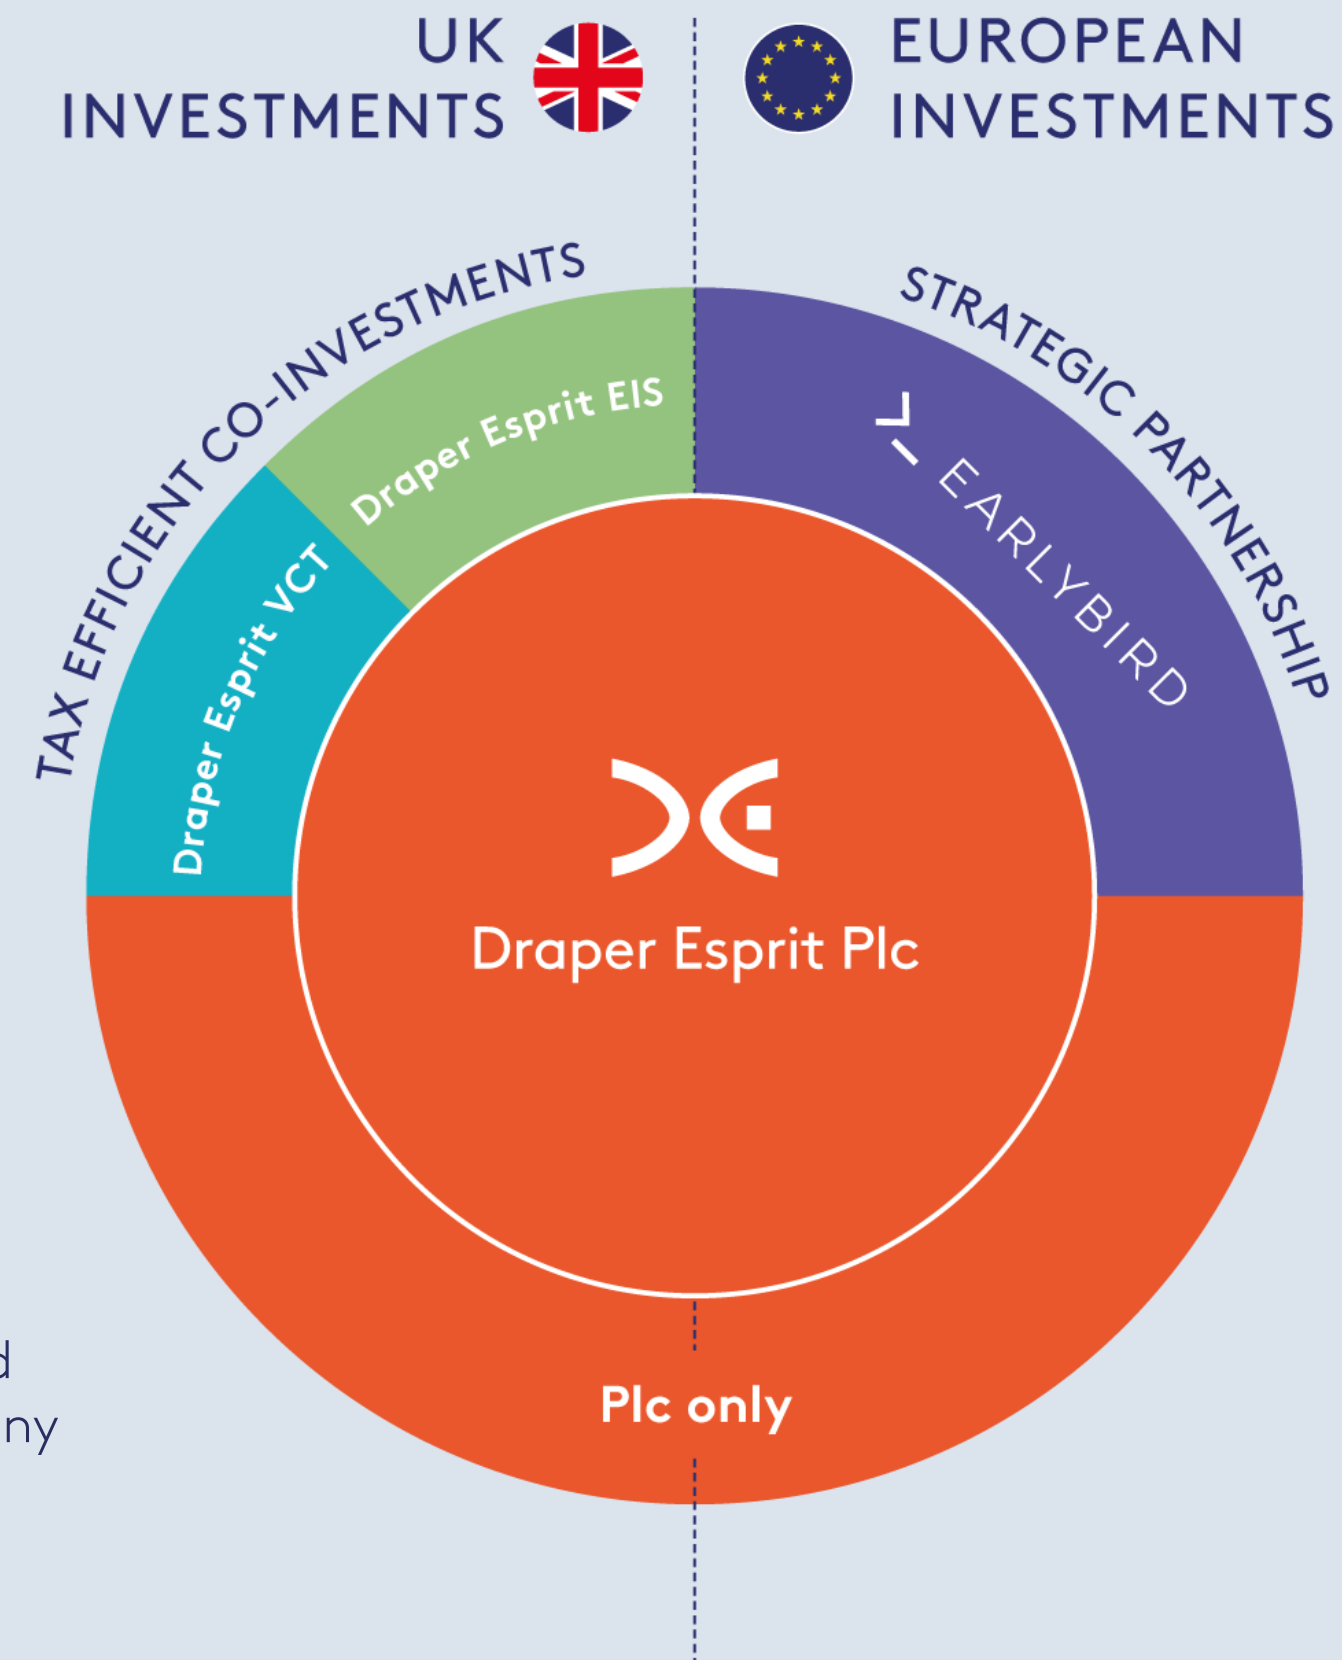 UK
INVESTMENTS
EUROPEAN
INVESTMENTS
TAX EFFICIENT CO-INVESTMENTS
STRATEGIC PARTNERSHIP
Draper Esprit EIS
Draper Esprit VCT
EARLYBIRD
Draper Esprit Plc
Plc only
d
ny